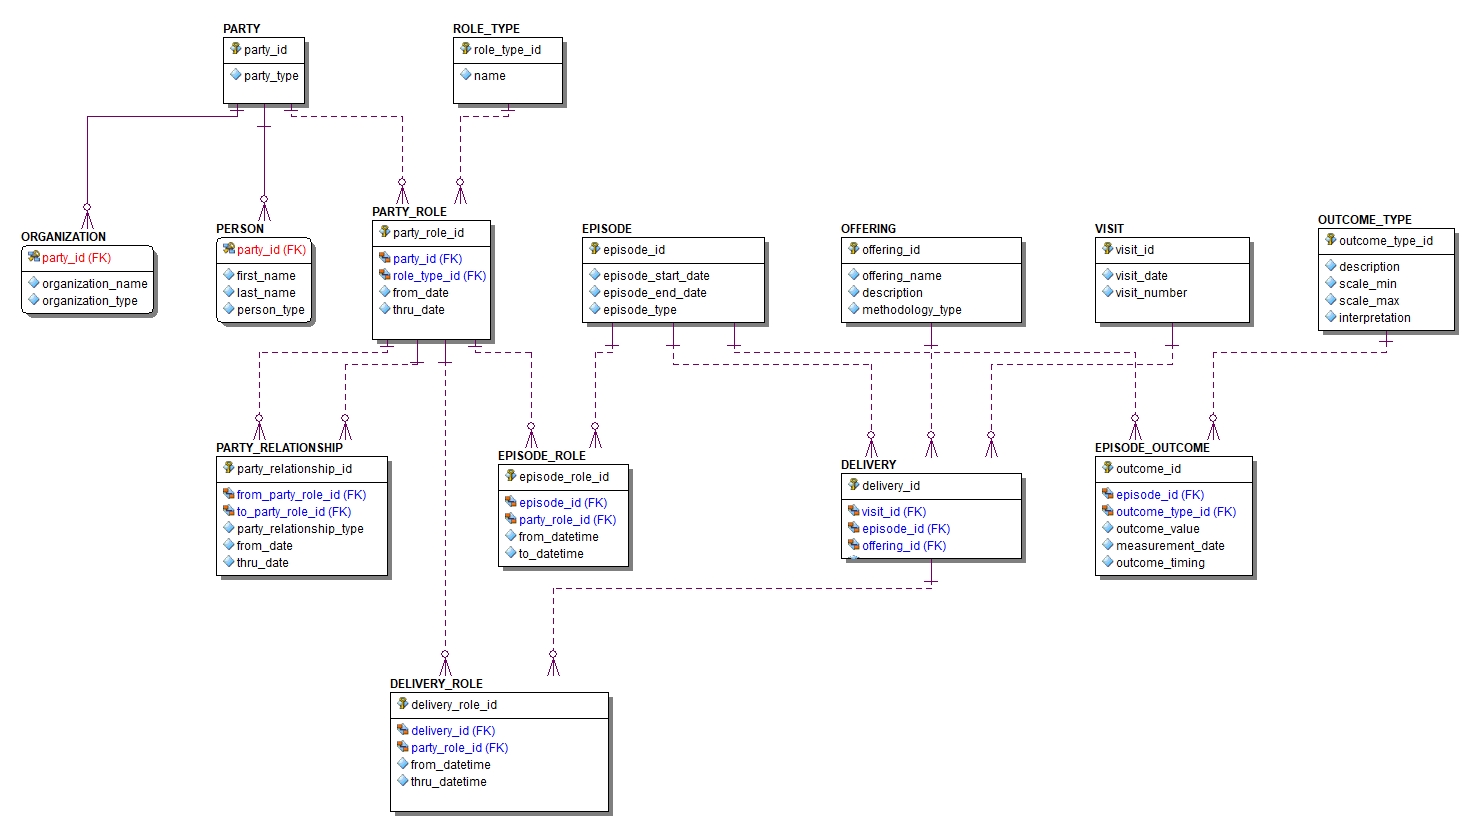 PARTY
party_id
party_type
ROLE_TYPE
role_type_id
name
ORGANIZATION
party_id (FK)
organization_name
organization_type
PERSON
party_id (FK)
first_name
last_name
person_type
PARTY_ROLE
party_role_id
party_id (FK)
role_type_id (FK)
from_date
thru_date
EPISODE
episode_id
episode_start_date
episode_end_date
episode_type
OFFERING
offering_id
offering_name
description
methodology_type
VISIT
visit_id
visit_date
visit_number
OUTCOME_TYPE
outcome_type_id
description
scale_min
scale_max
interpretation
PARTY_RELATIONSHIP
party_relationship_id
from_party_role_id (FK)
to_party_role_id (FK)
party_relationship_type
from_date
thru_date
EPISODE_ROLE
episode_role_id
episode_id (FK)
party_role_id (FK)
from_datetime
to_datetime
DELIVERY
delivery_id
visit_id (FK)
episode_id (FK)
offering_id (FK)
EPISODE_OUTCOME
outcome_id
episode_id (FK)
outcome_type_id (FK)
outcome_value
measurement_date
outcome_timing
DELIVERY_ROLE
delivery_role_id
delivery_id (FK)
party_role_id (FK)
from_datetime
thru_datetime